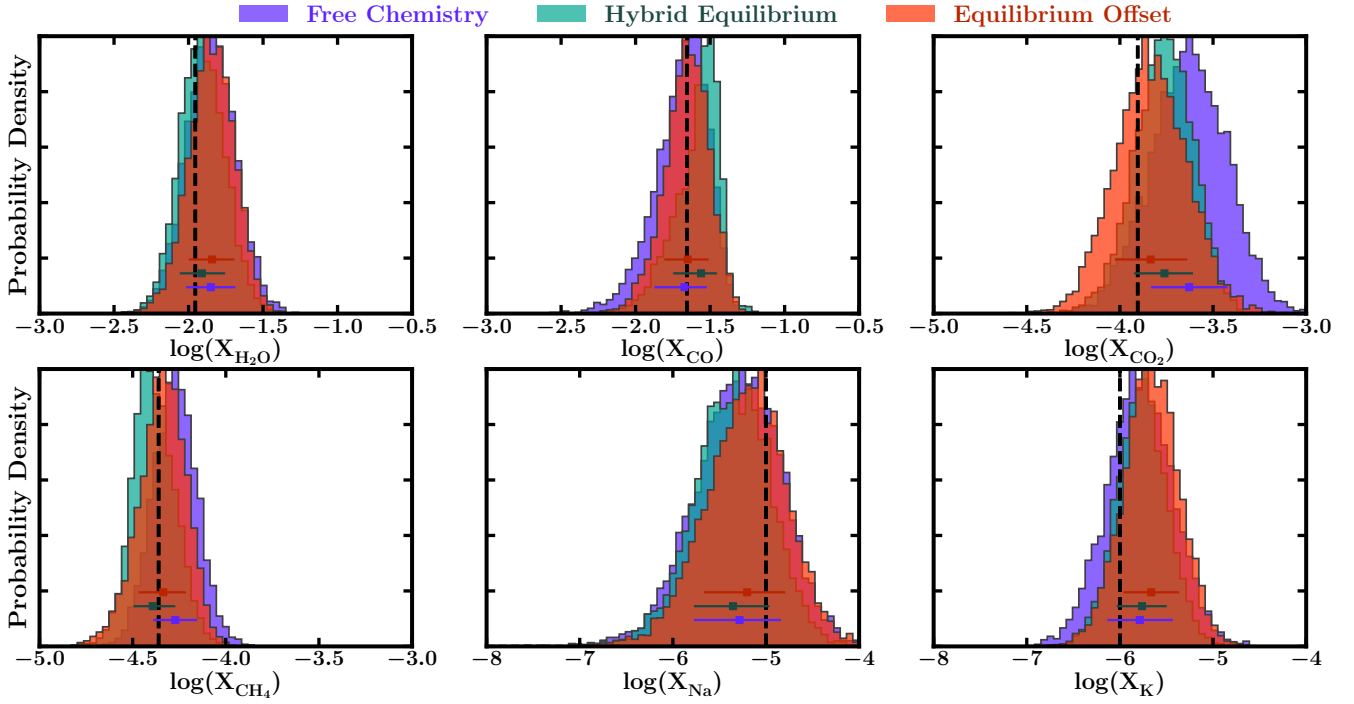 Free Chemistry Hybrid Equilibrium Equilibrium Offset
Probability Density
−3.0 −2.5 −2.0 −1.5 −1.0 −0.5
log(X_H₂O)
−3.0 −2.5 −2.0 −1.5 −1.0 −0.5
log(X_CO)
−5.0 −4.5 −4.0 −3.5 −3.0
log(X_CO₂)
Probability Density
−5.0 −4.5 −4.0 −3.5 −3.0
log(X_CH₄)
−8 −7 −6 −5 −4
log(X_Na)
−8 −7 −6 −5 −4
log(X_K)